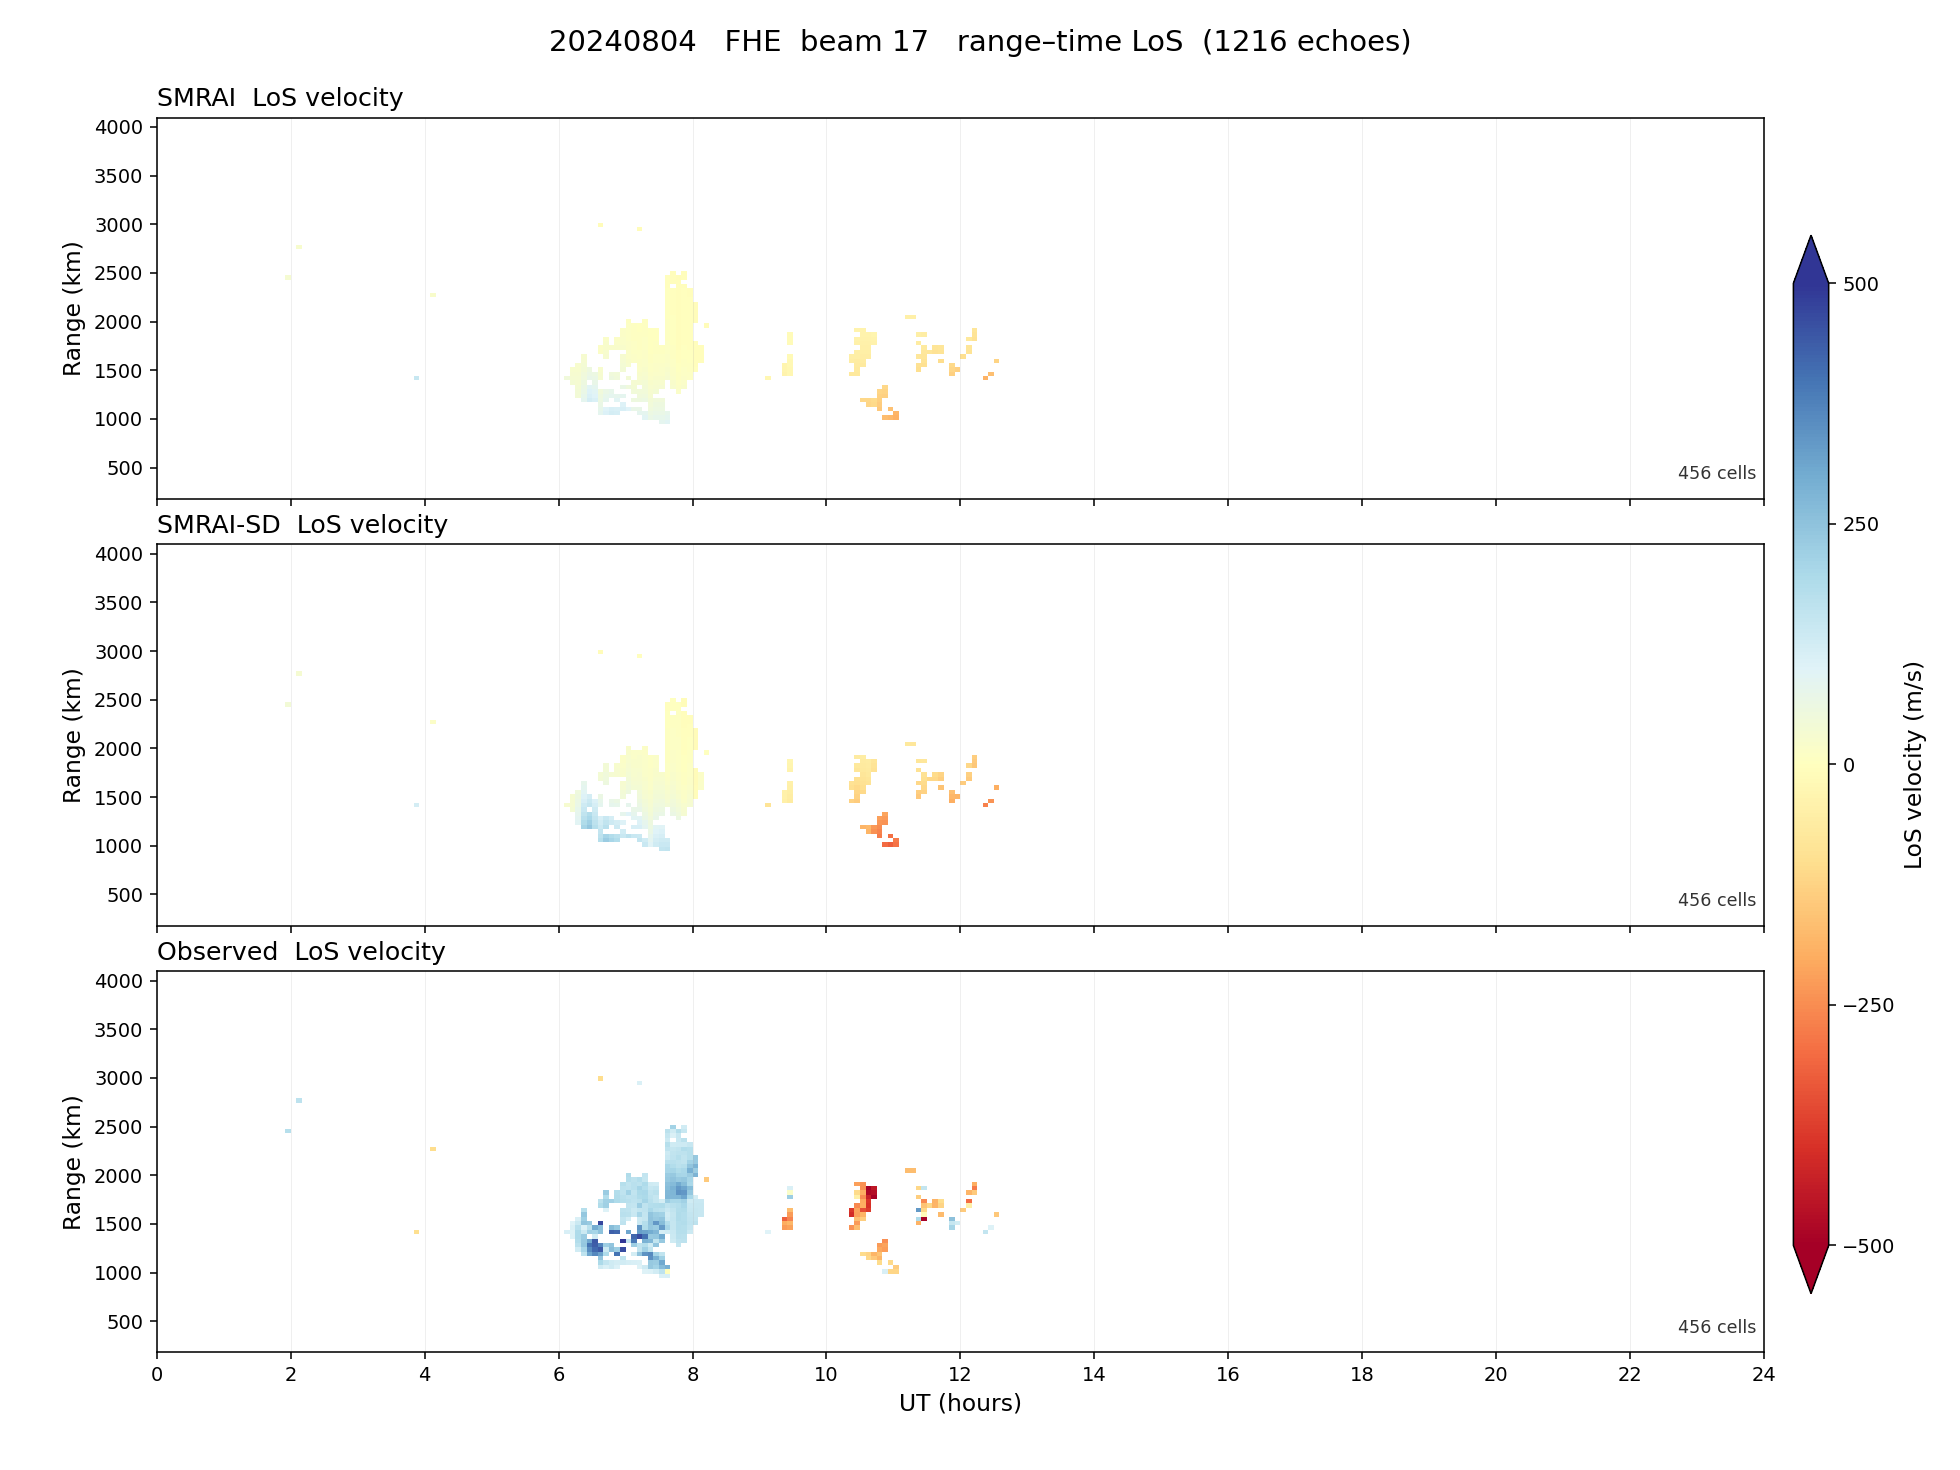 20240804 FHE beam 17 range–time LoS (1216 echoes)
SMRAI LoS velocity
4000
3500
3000
2500
2000
1500
1000
500
Range (km)
456 cells
SMRAI-SD LoS velocity
4000
3500
3000
2500
2000
1500
1000
500
Range (km)
456 cells
Observed LoS velocity
4000
3500
3000
2500
2000
1500
1000
500
Range (km)
456 cells
0 2 4 6 8 10 12 14 16 18 20 22 24
UT (hours)
500
250
0
−250
−500
LoS velocity (m/s)